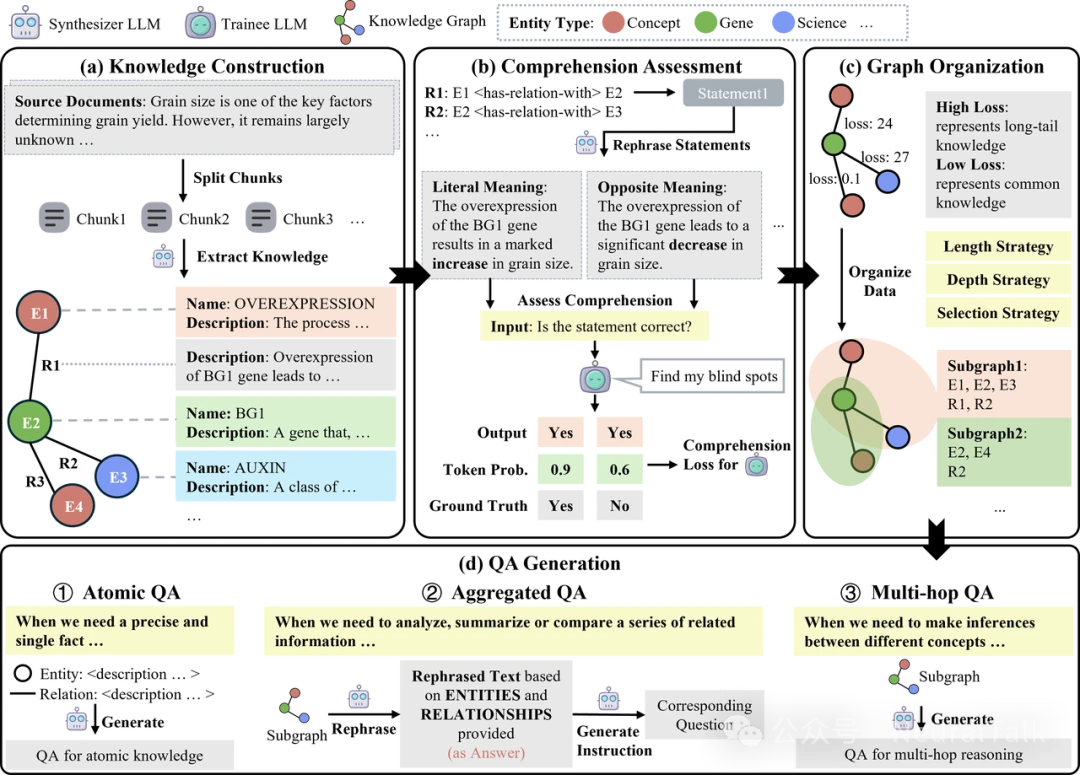 Synthesizer LLM
Trainee LLM
Knowledge Graph
Entity Type:
Concept
Gene
Science
...
(a) Knowledge Construction
Source Documents: Grain size is one of the key factors
determining grain yield. However, it remains largely
unknown ...
Split Chunks
Chunk1
Chunk2
Chunk3
...
Extract Knowledge
E1
Name: OVEREXPRESSION
Description: The process ...
R1
Description: Overexpression
of BG1 gene leads to ...
E2
Name: BG1
Description: A gene that, ...
R2
R3
E3
Name: AUXIN
Description: A class of ...
E4
...
(b) Comprehension Assessment
R1: E1 <has-relation-with> E2
Statement1
R2: E2 <has-relation-with> E3
...
Rephrase Statements
Literal Meaning:
The overexpression
of the BG1 gene
results in a marked
increase in grain size.
Opposite Meaning:
The overexpression of
the BG1 gene leads to a
significant decrease in
grain size.
...
Assess Comprehension
Input: Is the statement correct?
Find my blind spots
Output
Yes
Yes
Token Prob.
0.9
0.6
Comprehension
Loss for
Ground Truth
Yes
No
(c) Graph Organization
loss: 24
loss: 27
loss: 0.1
High Loss:
represents long-tail
knowledge
Low Loss:
represents common
knowledge
Organize
Data
Length Strategy
Depth Strategy
Selection Strategy
Subgraph1:
E1, E2, E3
R1, R2
Subgraph2:
E2, E4
R2
...
(d) QA Generation
① Atomic QA
When we need a precise and
single fact ...
Entity: <description ... >
Relation: <description ... >
Generate
QA for atomic knowledge
② Aggregated QA
When we need to analyze, summarize or compare a series of related
information ...
Subgraph
Rephrase
Rephrased Text based
on ENTITIES and
RELATIONSHIPS
provided
(as Answer)
Generate
Instruction
Corresponding
Question
③ Multi-hop QA
When we need to make inferences
between different concepts ...
Subgraph
Generate
QA for multi-hop reasoning
公众号
NeuralTalk